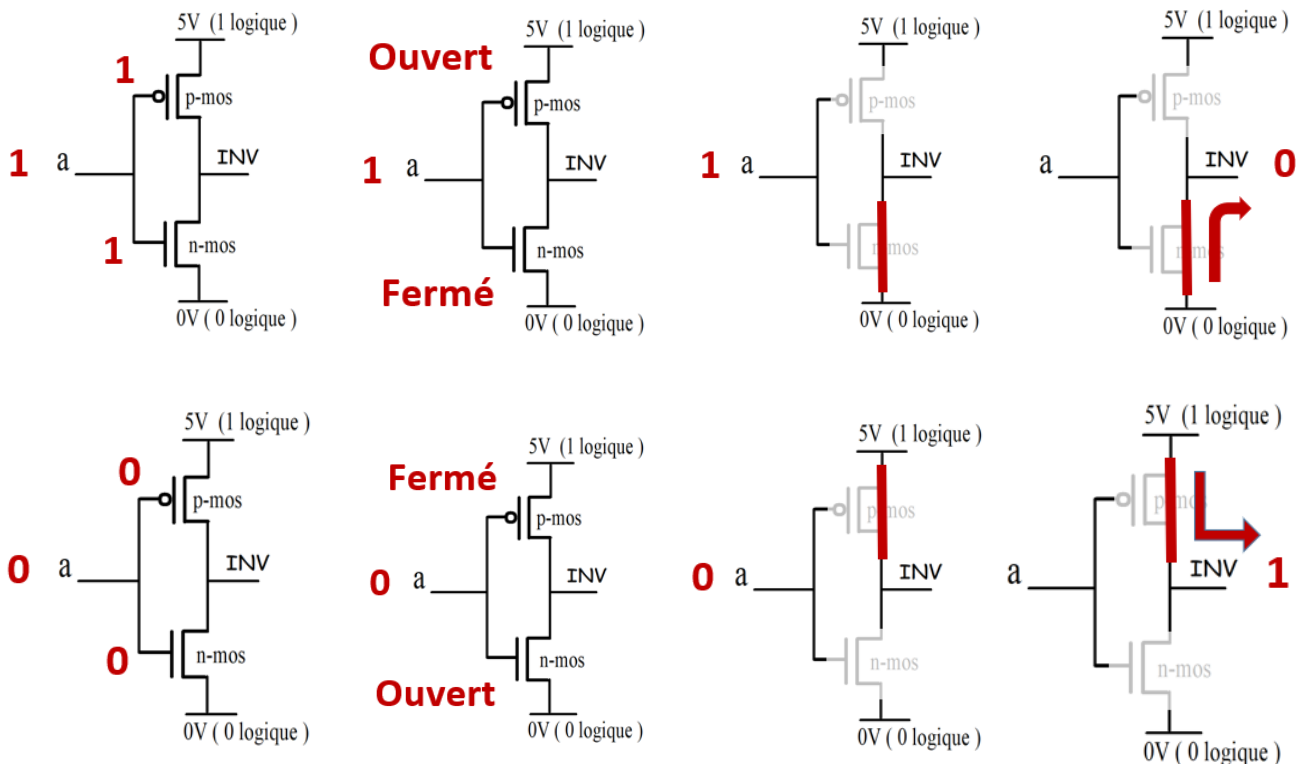 5V (1 logique )
1
p-mos
1
a
INV
1
n-mos
0V ( 0 logique )
5V (1 logique )
Ouvert
p-mos
1
a
INV
n-mos
Fermé
0V ( 0 logique )
5V (1 logique )
p-mos
1
a
INV
n-mos
0V ( 0 logique )
5V (1 logique )
p-mos
a
INV
0
n-mos
0V ( 0 logique )
5V (1 logique )
0
p-mos
0
a
INV
0
n-mos
0V ( 0 logique )
5V (1 logique )
Fermé
p-mos
0
a
INV
n-mos
Ouvert
0V ( 0 logique )
5V (1 logique )
p-mos
0
a
INV
n-mos
0V ( 0 logique )
5V (1 logique )
p-mos
a
INV
1
n-mos
0V ( 0 logique )